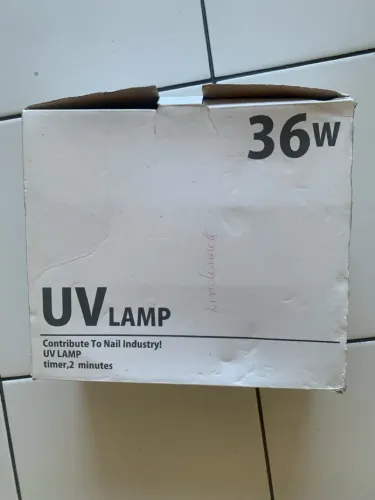 36W
UV LAMP
Contribute To Nail Industry!
UV LAMP
timer,2 minutes